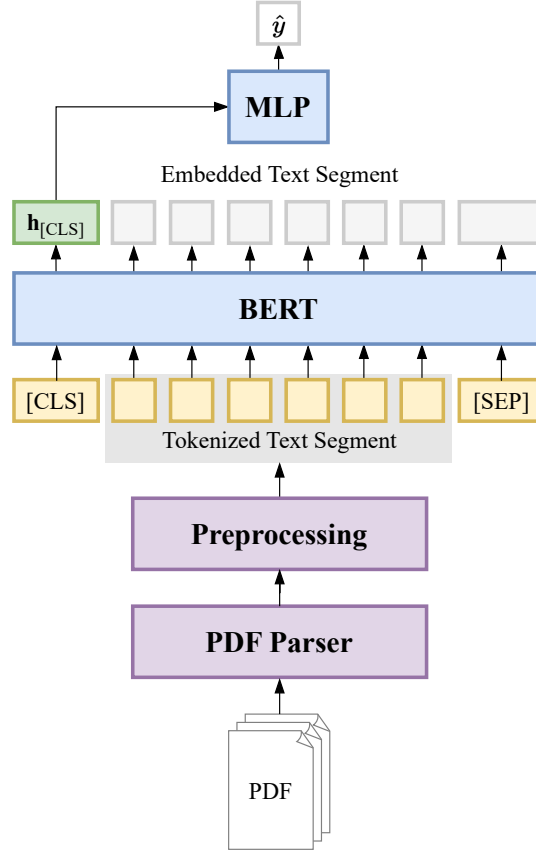 ŷ
MLP
Embedded Text Segment
h[CLS]
BERT
[CLS]
[SEP]
Tokenized Text Segment
Preprocessing
PDF Parser
PDF